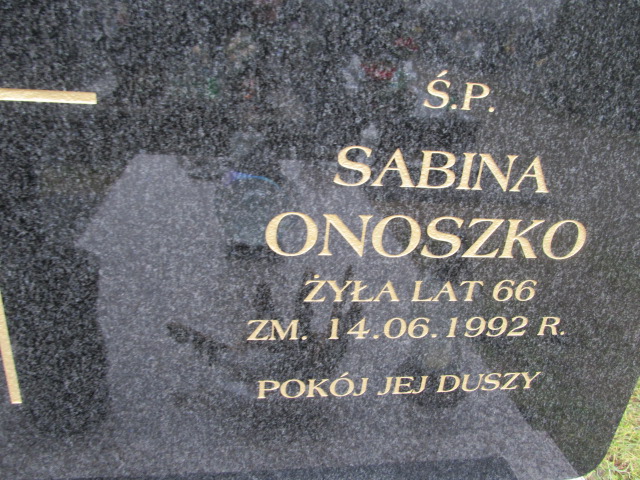 Ś.P.
SABINA
ONOSZKO
ŻYŁA LAT 66
ZM. 14.06.1992 R.
POKÓJ JEJ DUSZY